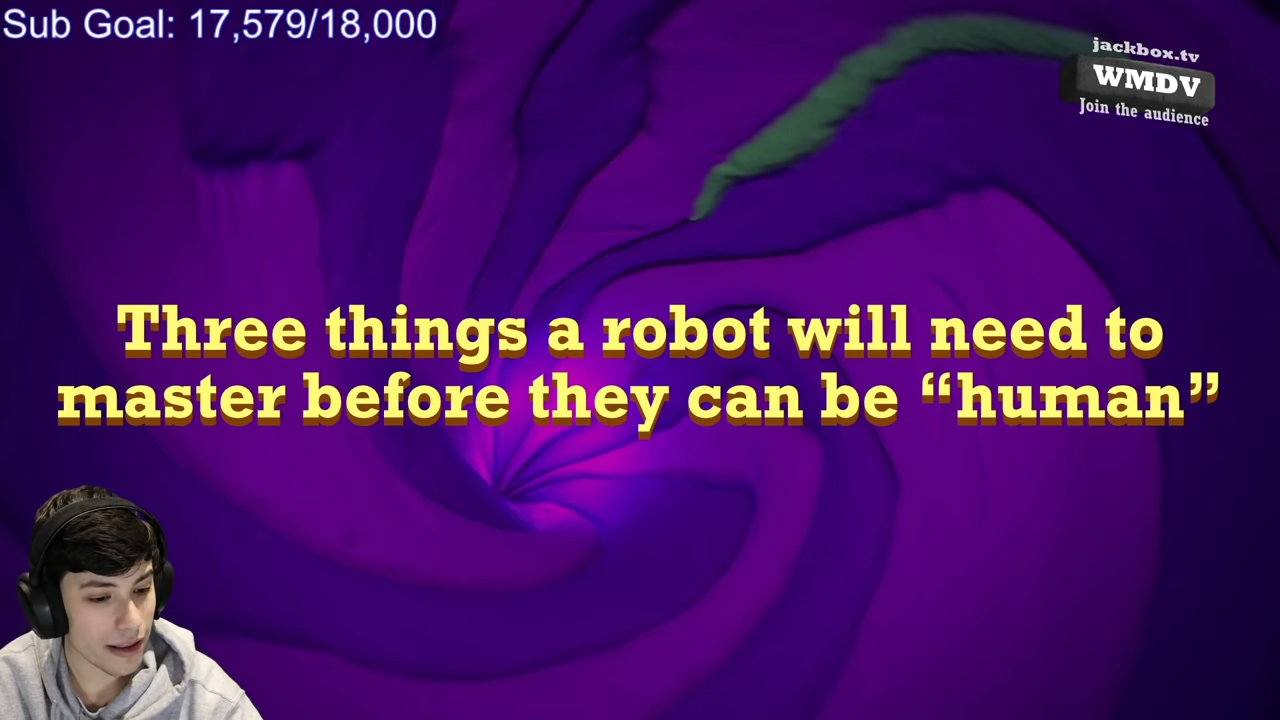 Sub Goal: 17,579/18,000
jackbox.tv
WMDV
Join the audience
Three things a robot will need to
master before they can be “human”